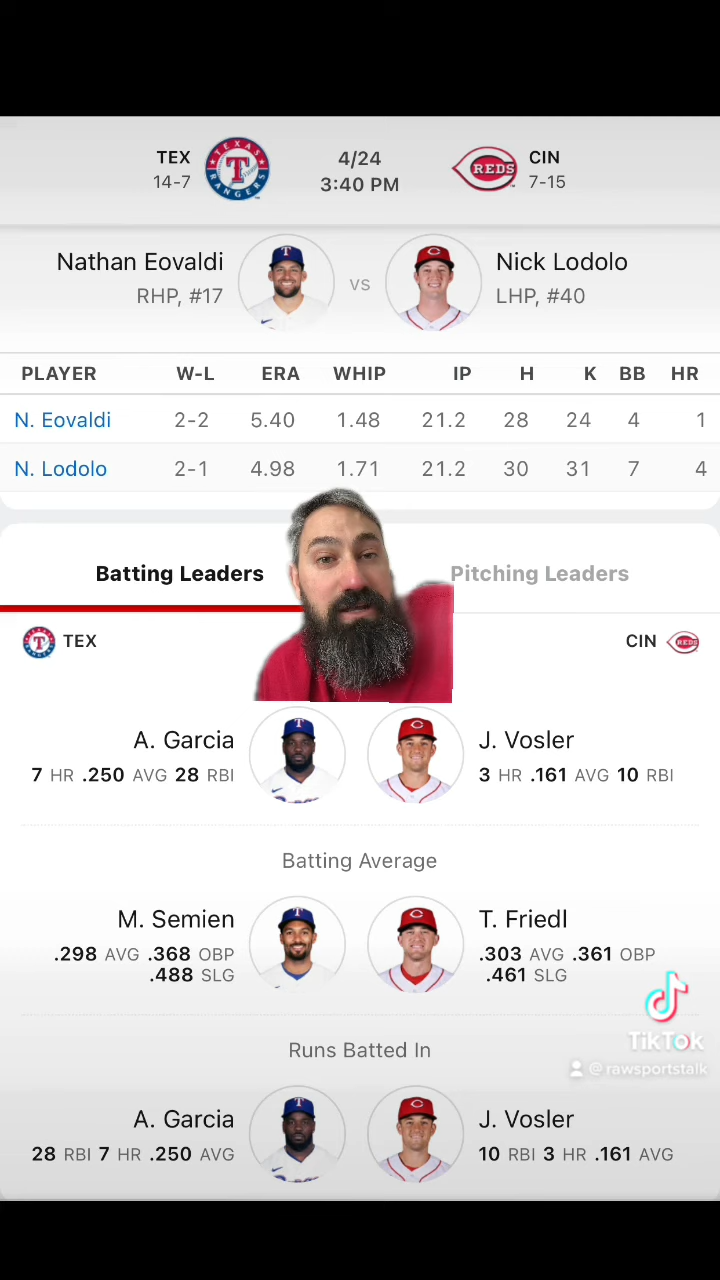 TEX
14-7
TEXAS
T
RANGERS
4/24
3:40 PM
REDS
CIN
7-15
Nathan Eovaldi
RHP, #17
vs
Nick Lodolo
LHP, #40
PLAYER W-L ERA WHIP IP H K BB HR
N. Eovaldi 2-2 5.40 1.48 21.2 28 24 4 1
N. Lodolo 2-1 4.98 1.71 21.2 30 31 7 4
Batting Leaders
Pitching Leaders
TEX
CIN
A. Garcia
7 HR .250 AVG 28 RBI
J. Vosler
3 HR .161 AVG 10 RBI
Batting Average
M. Semien
.298 AVG .368 OBP
.488 SLG
T. Friedl
.303 AVG .361 OBP
.461 SLG
Runs Batted In
A. Garcia
28 RBI 7 HR .250 AVG
J. Vosler
10 RBI 3 HR .161 AVG
TikTok
@rawsportstalk